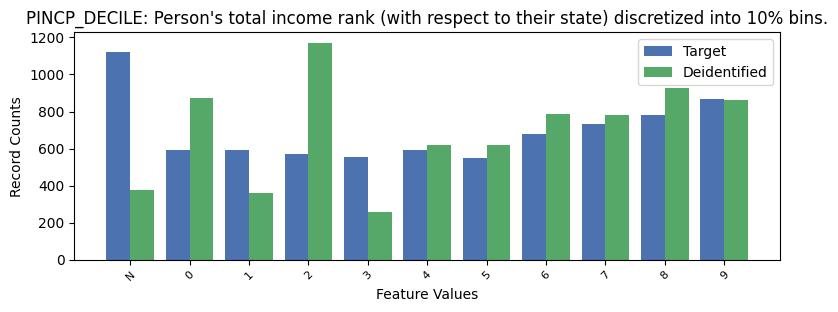 PINCP_DECILE: Person's total income rank (with respect to their state) discretized into 10% bins.
1200
1000
800
600
400
200
0
Record Counts
Target
Deidentified
N 0 1 2 3 4 5 6 7 8 9
Feature Values